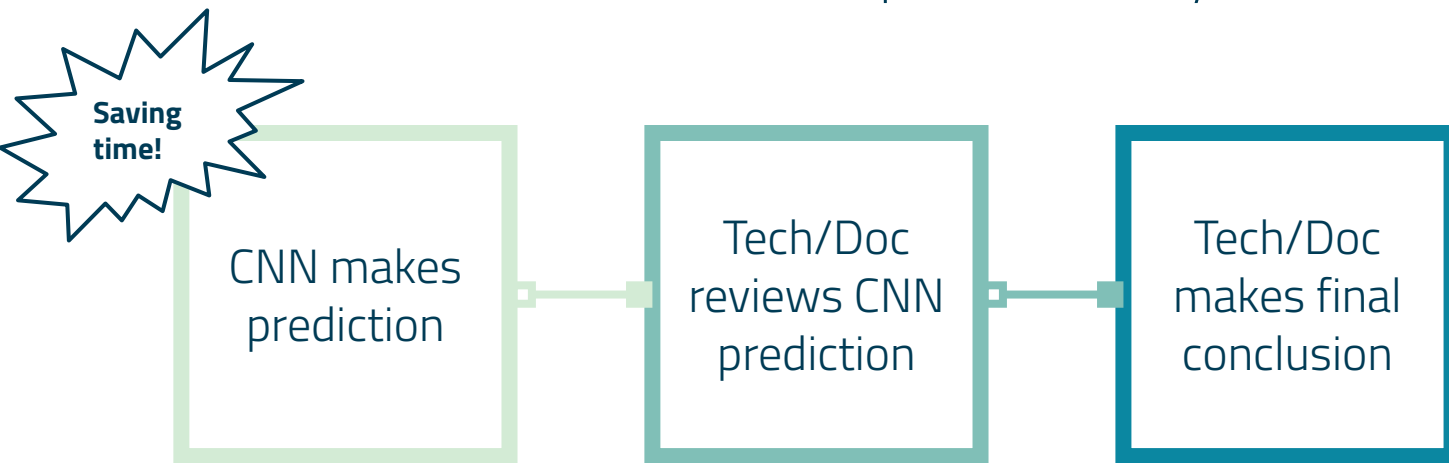 Saving
time!
CNN makes
prediction
Tech/Doc
reviews CNN
prediction
Tech/Doc
makes final
conclusion